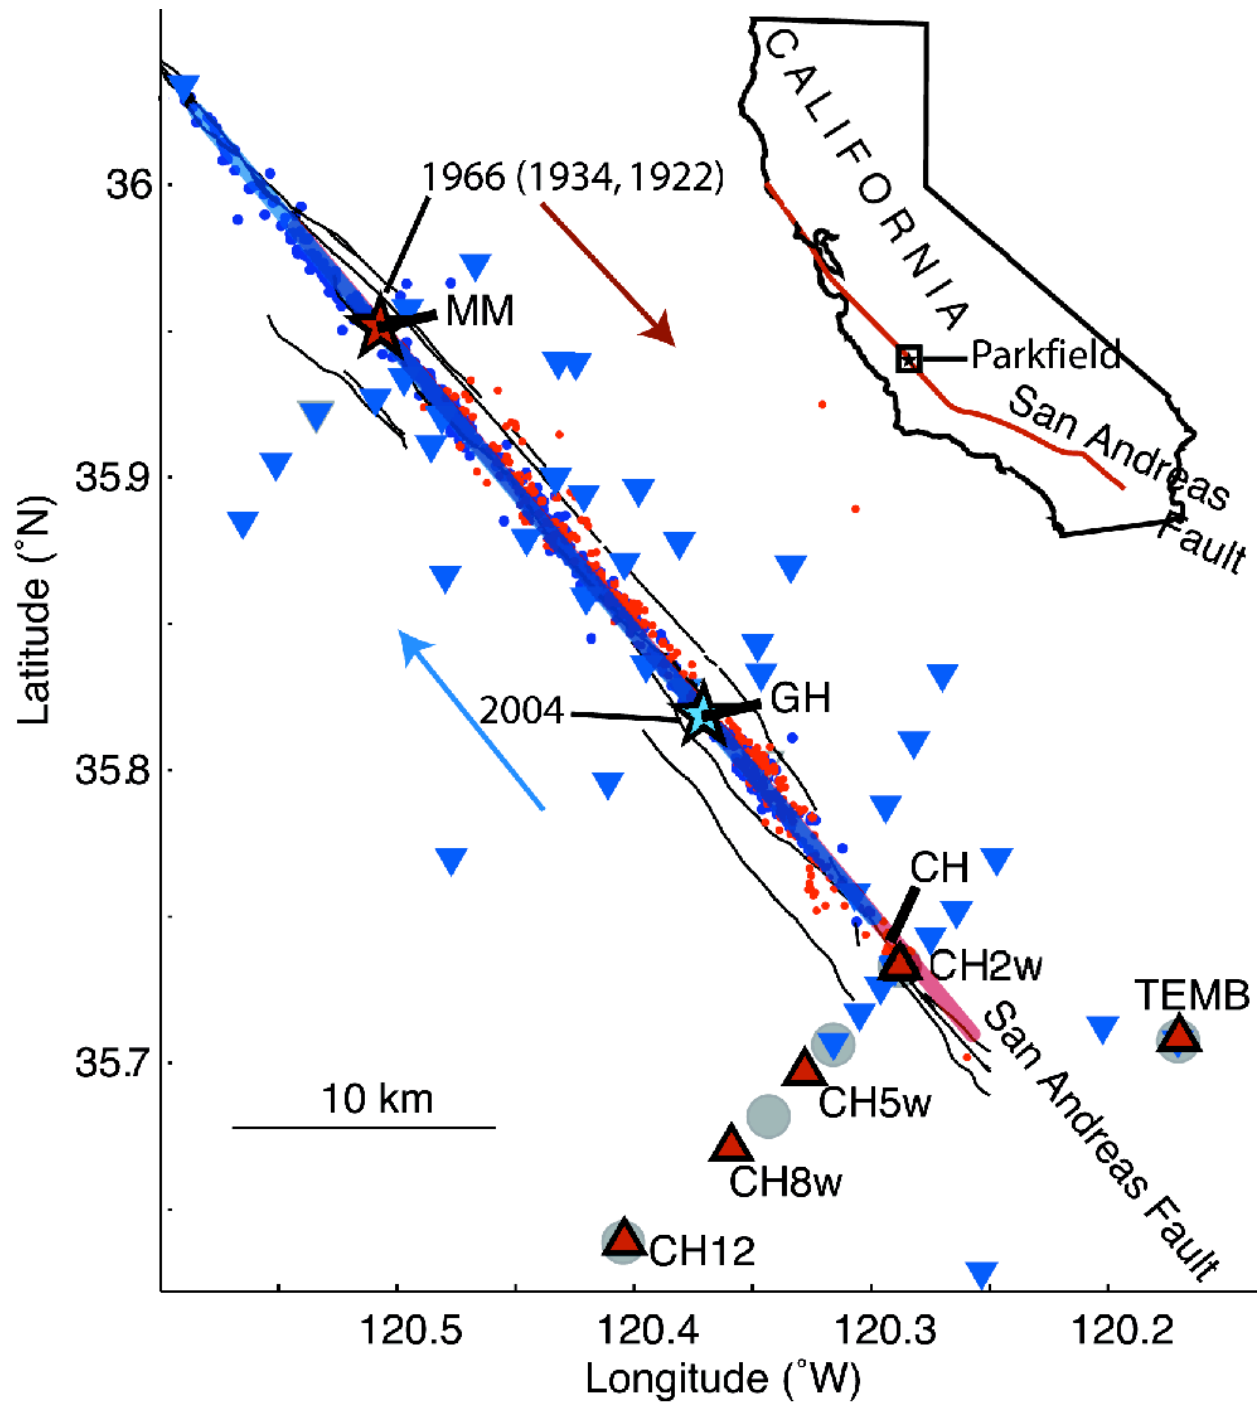 CALIFORNIA
36
1966 (1934, 1922)
MM
Parkfield
San Andreas
Fault
35.9
Latitude (˚N)
GH
2004
35.8
CH
CH2w
TEMB
San Andreas Fault
35.7
10 km
CH5w
CH8w
CH12
120.5
120.4
120.3
120.2
Longitude (˚W)